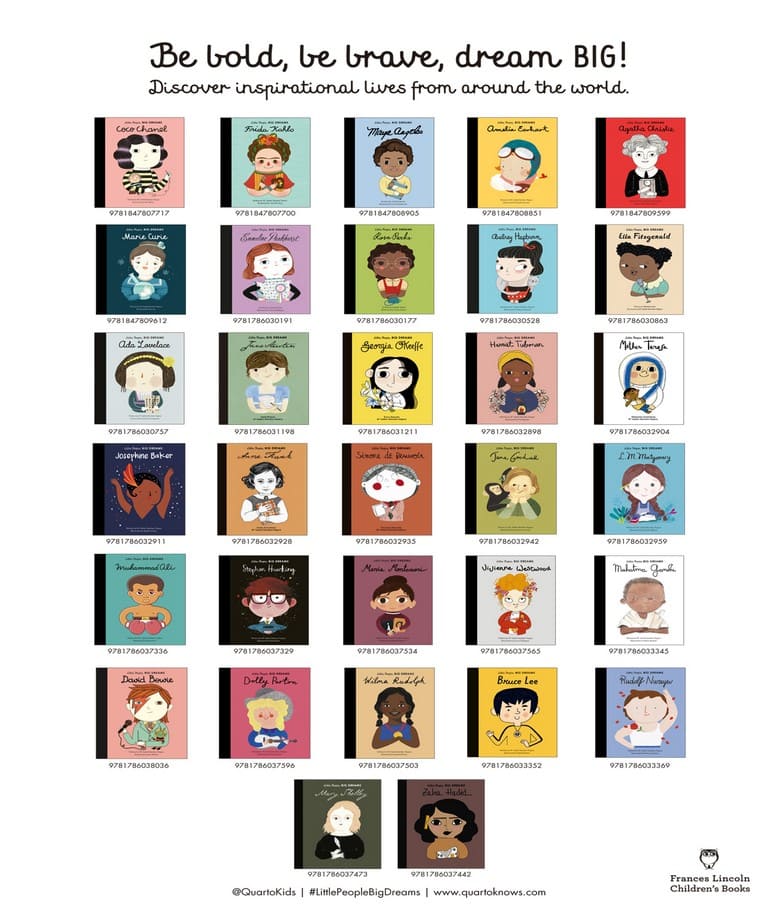 Be bold, be brave, dream BIG!
Discover inspirational lives from around the world.
Coco Chanel
Frida Kahlo
Maya Angelou
Amelia Earhart
Agatha Christie
9781847807717
9781847807700
9781847808905
9781847808851
9781847809599
Marie Curie
Emmeline Pankhurst
Rosa Parks
Audrey Hepburn
Ella Fitzgerald
9781847809612
9781786030191
9781786030177
9781786030528
9781786030863
Ada Lovelace
Jane Austen
Georgia O'Keeffe
Harriet Tubman
Mother Teresa
9781786030757
9781786031198
9781786031211
9781786032898
9781786032904
Josephine Baker
Anne Frank
Simone de Beauvoir
Jane Goodall
L. M. Montgomery
9781786032911
9781786032928
9781786032935
9781786032942
9781786032959
Muhammad Ali
Stephen Hawking
Maria Montessori
Vivienne Westwood
Mahatma Gandhi
9781786037336
9781786037329
9781786037534
9781786037565
9781786033345
David Bowie
Dolly Parton
Wilma Rudolph
Bruce Lee
Rudolf Nureyev
9781786038036
9781786037596
9781786037503
9781786033352
9781786033369
Mary Shelley
Zaha Hadid
9781786037473
9781786037442
@QuartoKids | #LittlePeopleBigDreams | www.quartoknows.com
Frances Lincoln
Children's Books